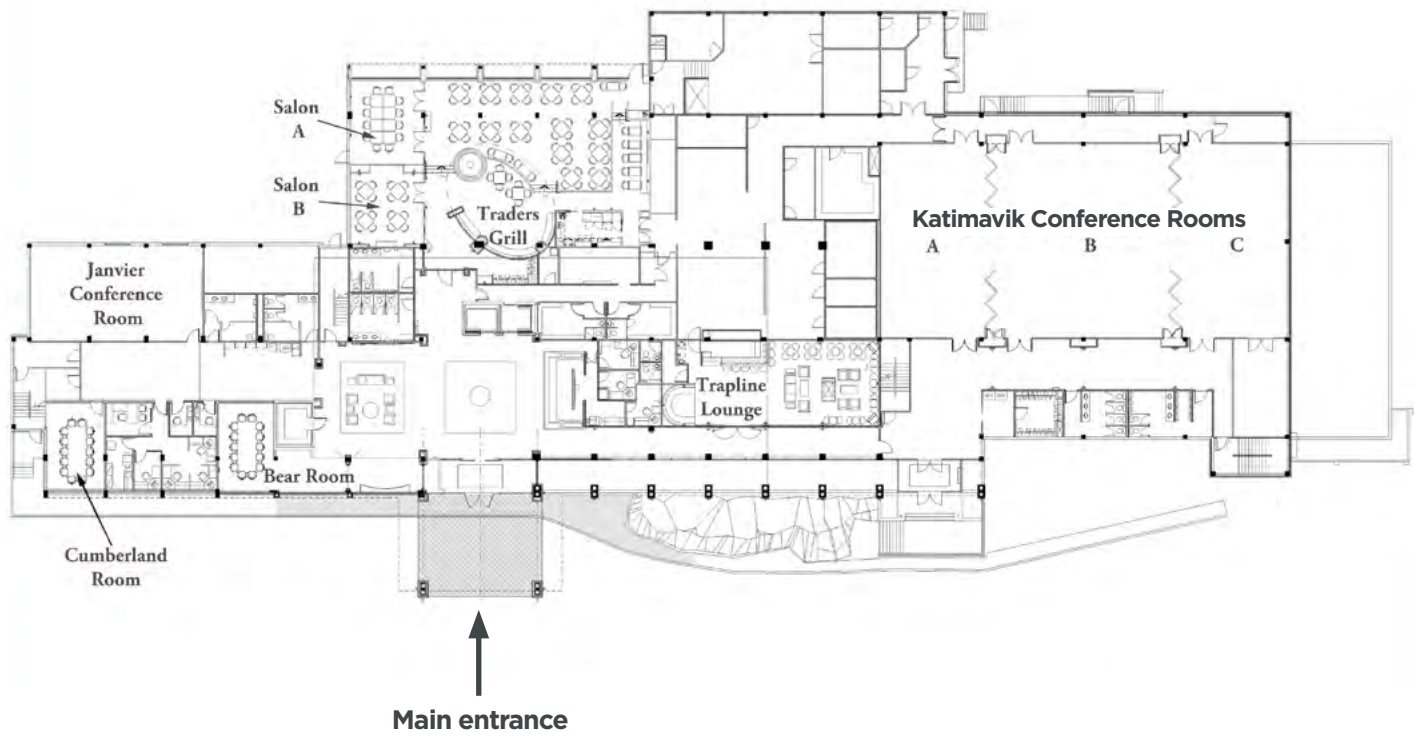 Salon
A
Salon
B
Traders
Grill
Katimavik Conference Rooms
A B C
Janvier
Conference
Room
Trapline
Lounge
Bear Room
Cumberland
Room
Main entrance